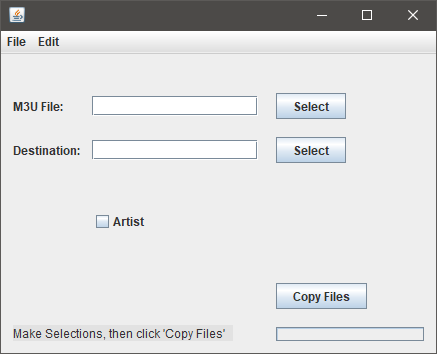 File Edit
M3U File: Select
Destination: Select
Artist
Copy Files
Make Selections, then click 'Copy Files'